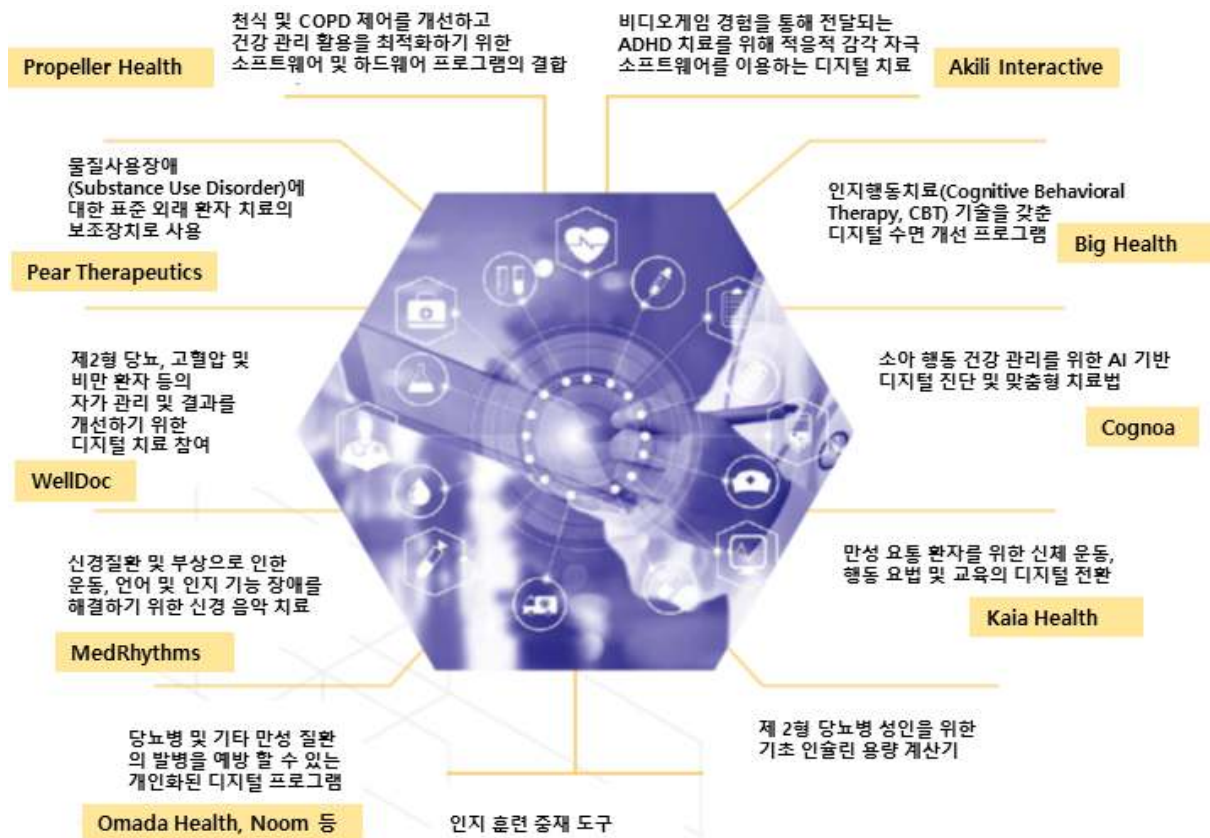 천식 및 COPD 제어를 개선하고
건강 관리 활용을 최적화하기 위한
소프트웨어 및 하드웨어 프로그램의 결합
Propeller Health
비디오게임 경험을 통해 전달되는
ADHD 치료를 위해 적응적 감각 자극
소프트웨어를 이용하는 디지털 치료
Akili Interactive
물질사용장애
(Substance Use Disorder)에
대한 표준 외래 환자 치료의
보조장치로 사용
Pear Therapeutics
인지행동치료(Cognitive Behavioral
Therapy, CBT) 기술을 갖춘
디지털 수면 개선 프로그램
Big Health
제2형 당뇨, 고혈압 및
비만 환자 등의
자가 관리 및 결과를
개선하기 위한
디지털 치료 참여
WellDoc
소아 행동 건강 관리를 위한 AI 기반
디지털 진단 및 맞춤형 치료법
Cognoa
신경질환 및 부상으로 인한
운동, 언어 및 인지 기능 장애를
해결하기 위한 신경 음악 치료
MedRhythms
만성 요통 환자를 위한 신체 운동,
행동 요법 및 교육의 디지털 전환
Kaia Health
당뇨병 및 기타 만성 질환
의 발병을 예방 할 수 있는
개인화된 디지털 프로그램
Omada Health, Noom 등
인지 훈련 중재 도구
제 2형 당뇨병 성인을 위한
기초 인슐린 용량 계산기